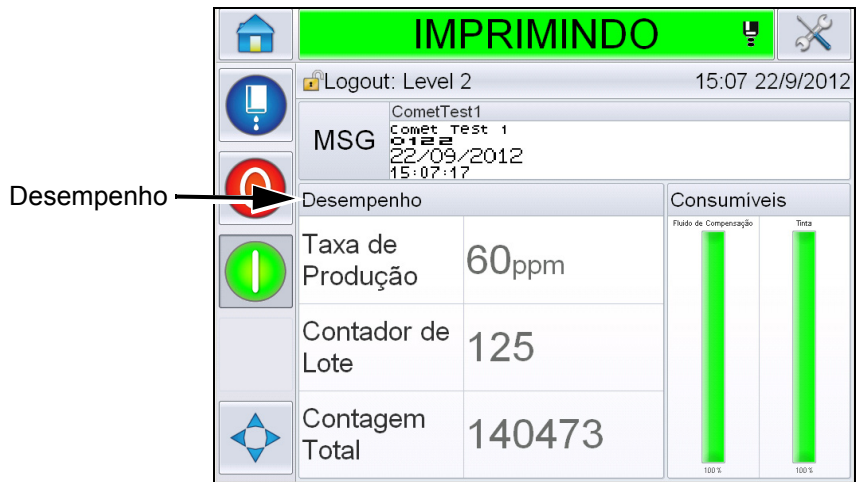 IMPRIMINDO
Logout: Level 2 15:07 22/9/2012
CometTest1
MSG
Comet Test 1
0122
22/09/2012
15:07:17
Desempenho
Desempenho
Consumíveis
Taxa de
Produção
60ppm
Contador de
Lote
125
Contagem
Total
140473
Fluido de Compensação
Tinta
100 %
100 %